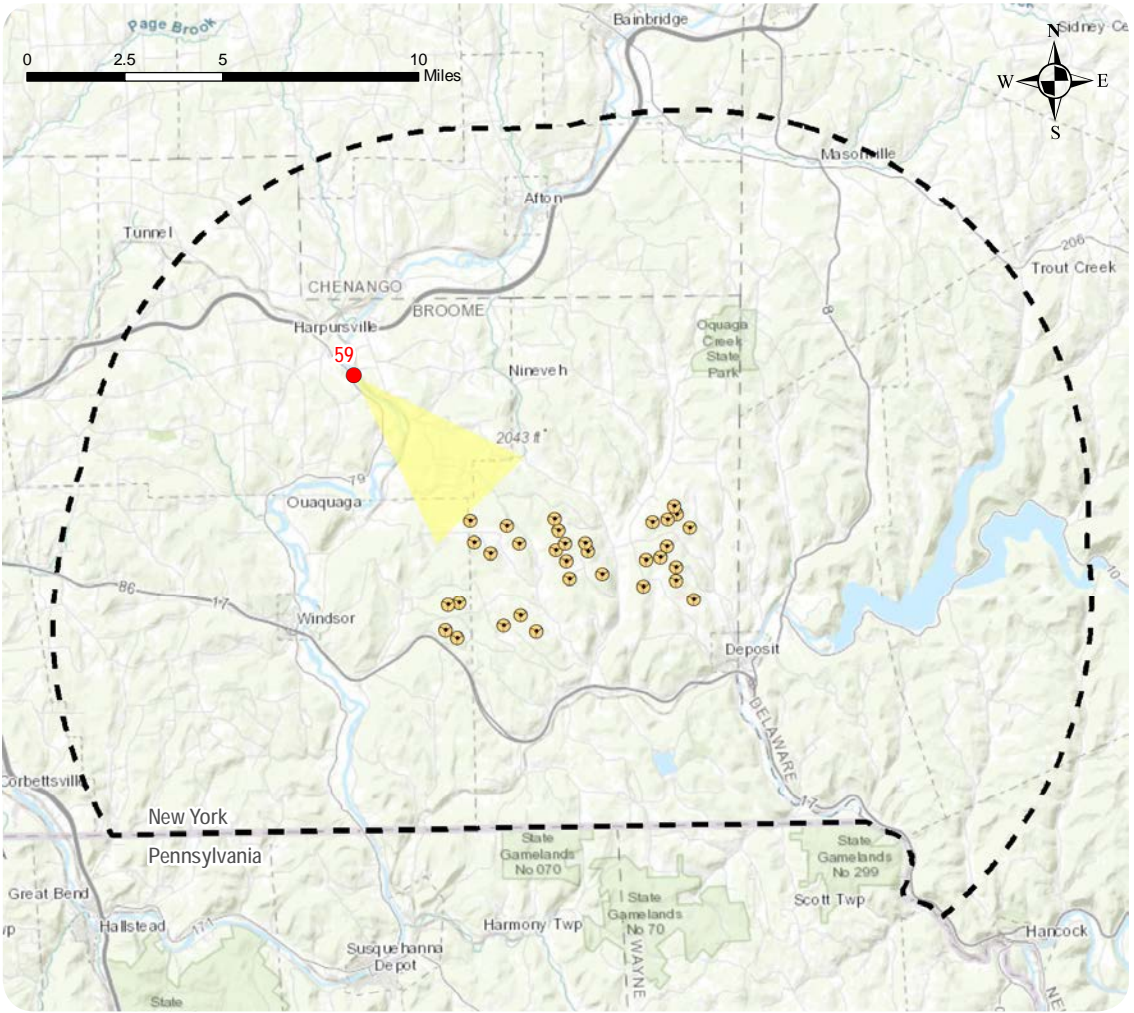 Page Brook
Bainbridge
Sidney Ce
N
W
E
S
0
2.5
5
10
Miles
Masonville
Afton
Tunnel
206
Trout Creek
CHENANGO
BROOME
8
Harpursville
Oquaga
Creek
State
Park
59
Nineveh
2043 ft
79
Ouaquaga
10
86
17
Windsor
Deposit
DELAWARE
Corbettsville
17
New York
Pennsylvania
State
Gamelands
No 070
State
Gamelands
No 299
Great Bend
State
Gamelands
No 70
Scott Twp
Hallstead
171
Harmony Twp
Hancock
Susquehanna
Depot
WAYNE
State